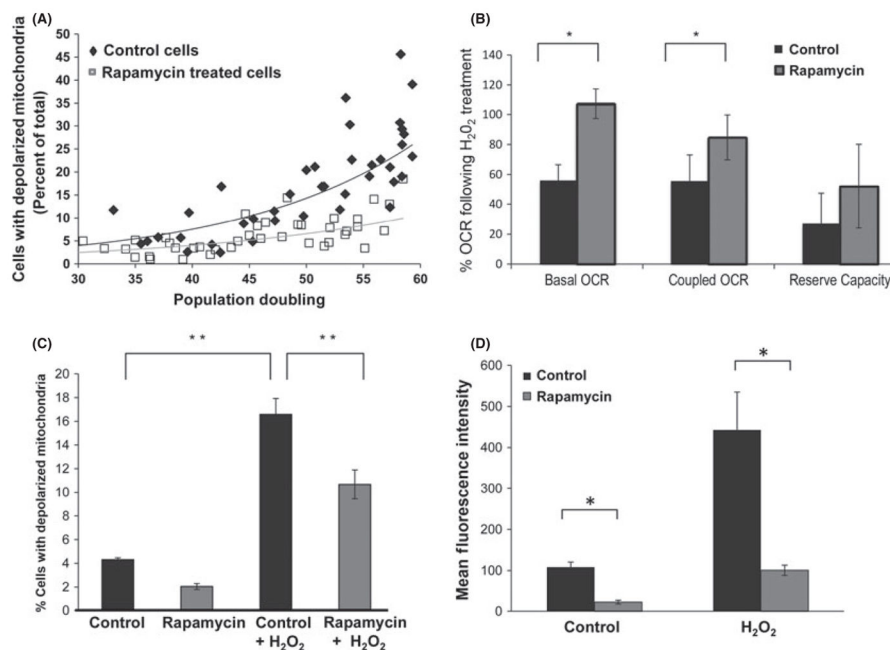 (A)
Control cells
Rapamycin treated cells
Cells with depolarized mitochondria
(Percent of total)
50
45
40
35
30
25
20
15
10
5
0
30 35 40 45 50 55 60
Population doubling
(B)
*
*
Control
Rapamycin
% OCR following H₂0₂ treatment
140
120
100
80
60
40
20
0
Basal OCR Coupled OCR Reserve Capacity
(C)
* *
* *
% Cells with depolarized mitochondria
20
18
16
14
12
10
8
6
4
2
0
Control Rapamycin Control Rapamycin
+ H₂O₂ + H₂O₂
(D)
Control
Rapamycin
*
*
Mean fluorescence intensity
600
500
400
300
200
100
0
Control H₂O₂